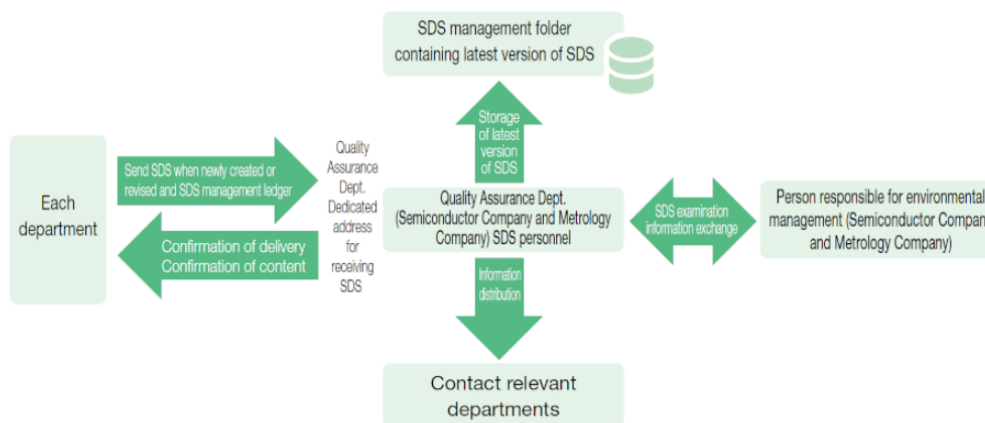 SDS management folder
containing latest version of SDS
Storage
of latest
version
of SDS
Each
department
Send SDS when newly created or
revised and SDS management ledger
Confirmation of delivery
Confirmation of content
Quality
Assurance
Dept.
Dedicated
address
for
receiving
SDS
Quality Assurance Dept.
(Semiconductor Company and Metrology
Company) SDS personnel
SDS examination
information exchange
Person responsible for environmental
management (Semiconductor Company
and Metrology Company)
Information
distribution
Contact relevant
departments